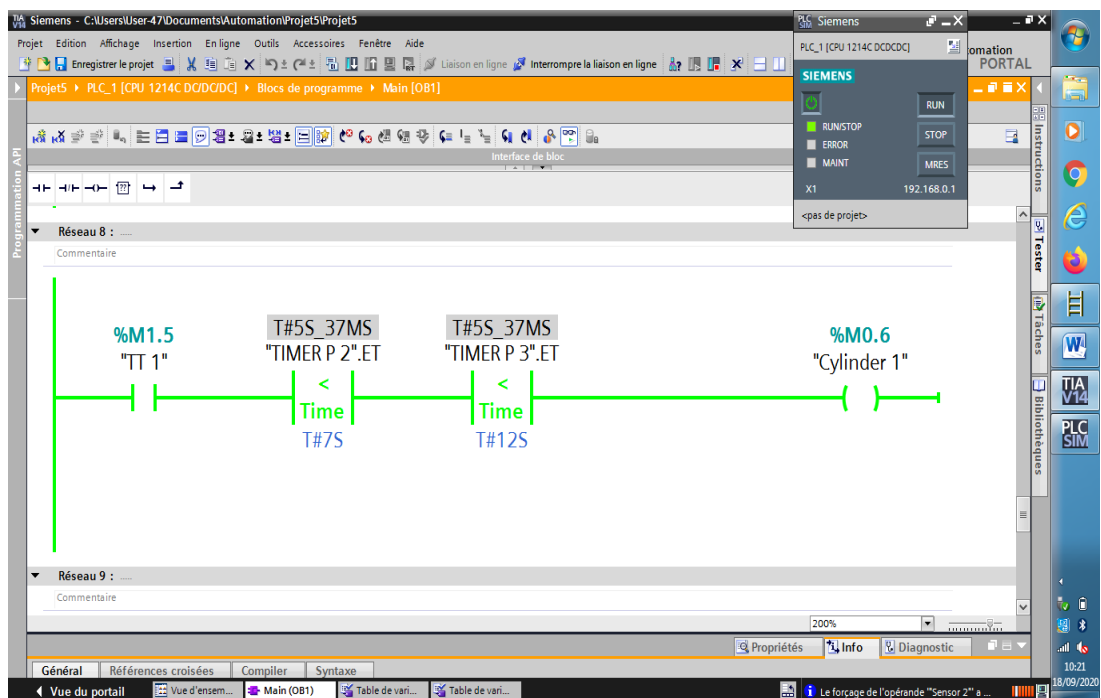 TIA V14 Siemens - C:\Users\User-47\Documents\Automation\Projet5\Projet5
Projet Edition Affichage Insertion En ligne Outils Accessoires Fenêtre Aide
Enregistrer le projet Liaison en ligne Interrompre la liaison en ligne
tomation
PORTAL
Projet5 PLC_1 [CPU 1214C DC/DC/DC] Blocs de programme Main [OB1]
Siemens
PLC_1 [CPU 1214C DCDCDC]
SIEMENS
RUN
RUN/STOP
STOP
ERROR
MAINT
MRES
X1 192.168.0.1
<pas de projet>
Interface de bloc
Programmation API
Réseau 8 : .....
Commentaire
%M1.5
"TT 1"
T#5S_37MS
"TIMER P 2".ET
<
Time
T#7S
T#5S_37MS
"TIMER P 3".ET
<
Time
T#12S
%M0.6
"Cylinder 1"
Réseau 9 : .....
Commentaire
200%
Instructions
Tester
Tâches
Bibliothèques
Propriétés Info Diagnostic
Général Références croisées Compiler Syntaxe
Vue du portail Vue d'ensem... Main (OB1) Table de vari... Table de vari...
Le forçage de l'opérande '"Sensor 2"' a ...
W
TIA
V14
PLC
SIM
10:21
18/09/2020